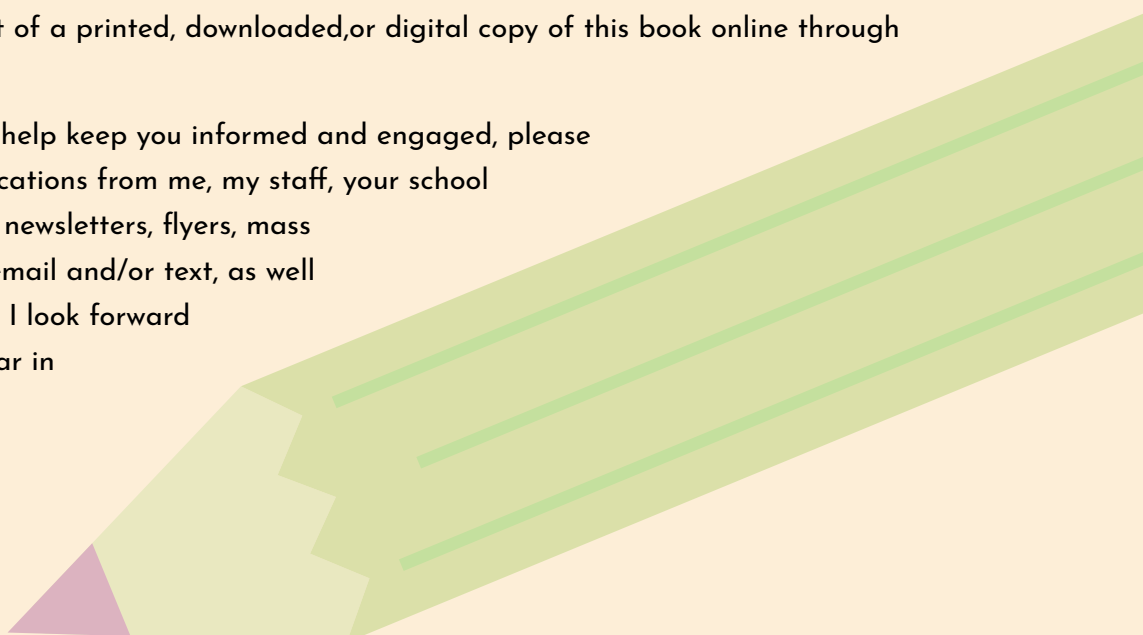 t of a printed, downloaded,or digital copy of this book online through
help keep you informed and engaged, please
cations from me, my staff, your school
newsletters, flyers, mass
email and/or text, as well
I look forward
ar in